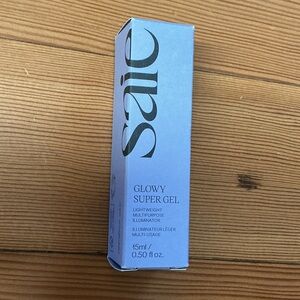 saie
GLOWY
SUPER GEL
LIGHTWEIGHT
MULTIPURPOSE
ILLUMINATOR
ILLUMINATEUR LÉGER
MULTI-USAGE
15ml /
0.50 fl oz.